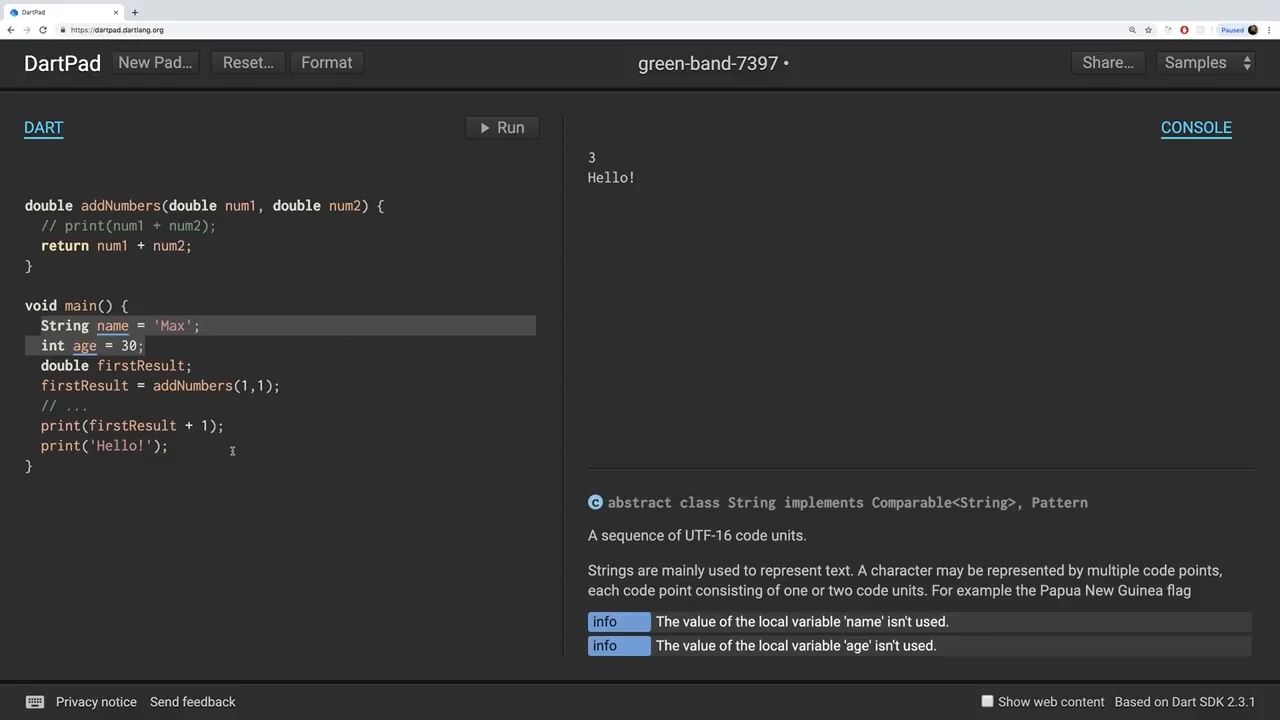 DartPad
https://dartpad.dartlang.org
Paused
DartPad New Pad... Reset... Format green-band-7397 • Share... Samples
DART Run CONSOLE
double addNumbers(double num1, double num2) {
// print(num1 + num2);
return num1 + num2;
}
void main() {
String name = 'Max';
int age = 30;
double firstResult;
firstResult = addNumbers(1,1);
// ...
print(firstResult + 1);
print('Hello!');
}
3
Hello!
C abstract class String implements Comparable<String>, Pattern
A sequence of UTF-16 code units.
Strings are mainly used to represent text. A character may be represented by multiple code points,
each code point consisting of one or two code units. For example the Papua New Guinea flag
info The value of the local variable 'name' isn't used.
info The value of the local variable 'age' isn't used.
Privacy notice Send feedback Show web content Based on Dart SDK 2.3.1